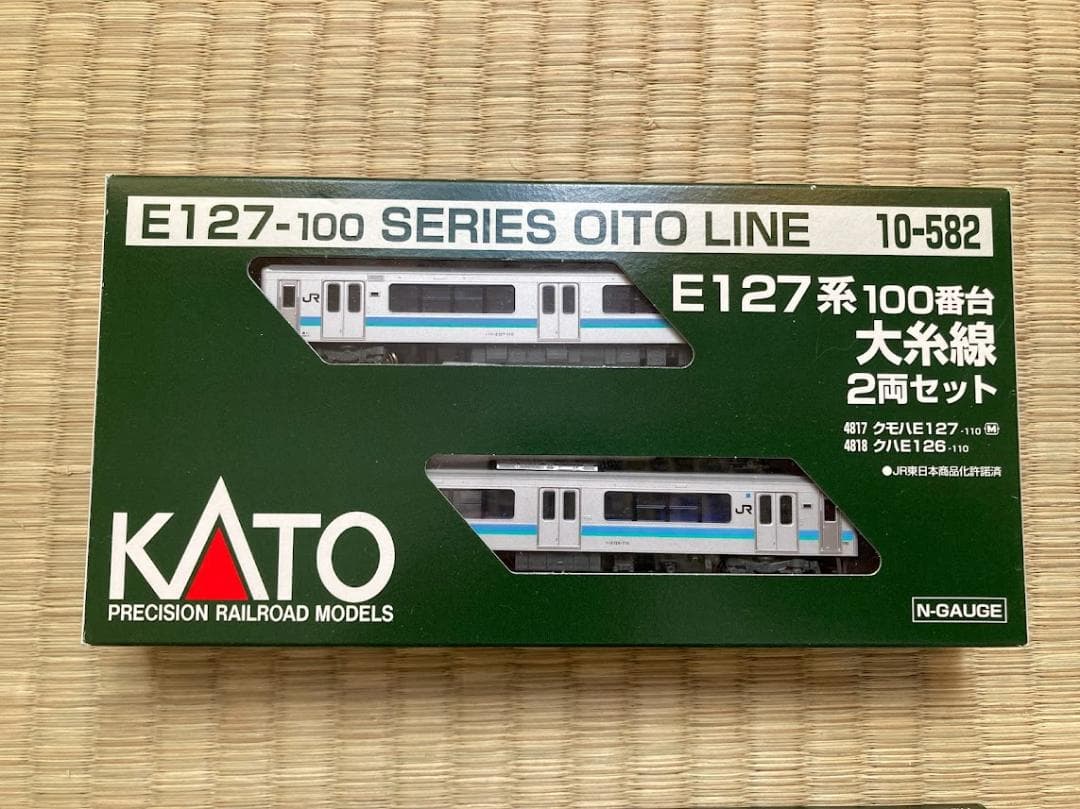 E127-100 SERIES OITO LINE 10-582
E127系 100番台
大糸線
2両セット
4817 クモハE127-110 M
4818 クハE126-110
●JR東日本商品化許諾済
JR
JR
KATO
PRECISION RAILROAD MODELS
N-GAUGE